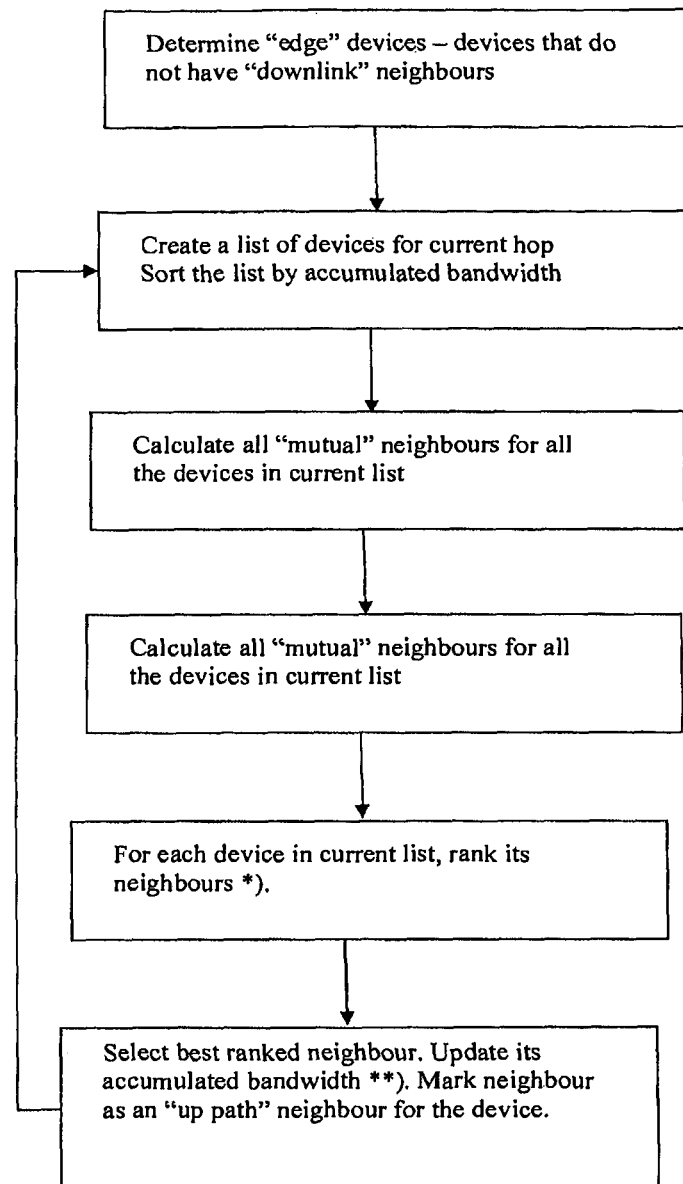 Determine “edge” devices – devices that do
not have “downlink” neighbours
Create a list of devices for current hop
Sort the list by accumulated bandwidth
Calculate all “mutual” neighbours for all
the devices in current list
Calculate all “mutual” neighbours for all
the devices in current list
For each device in current list, rank its
neighbours *).
Select best ranked neighbour. Update its
accumulated bandwidth **). Mark neighbour
as an “up path” neighbour for the device.